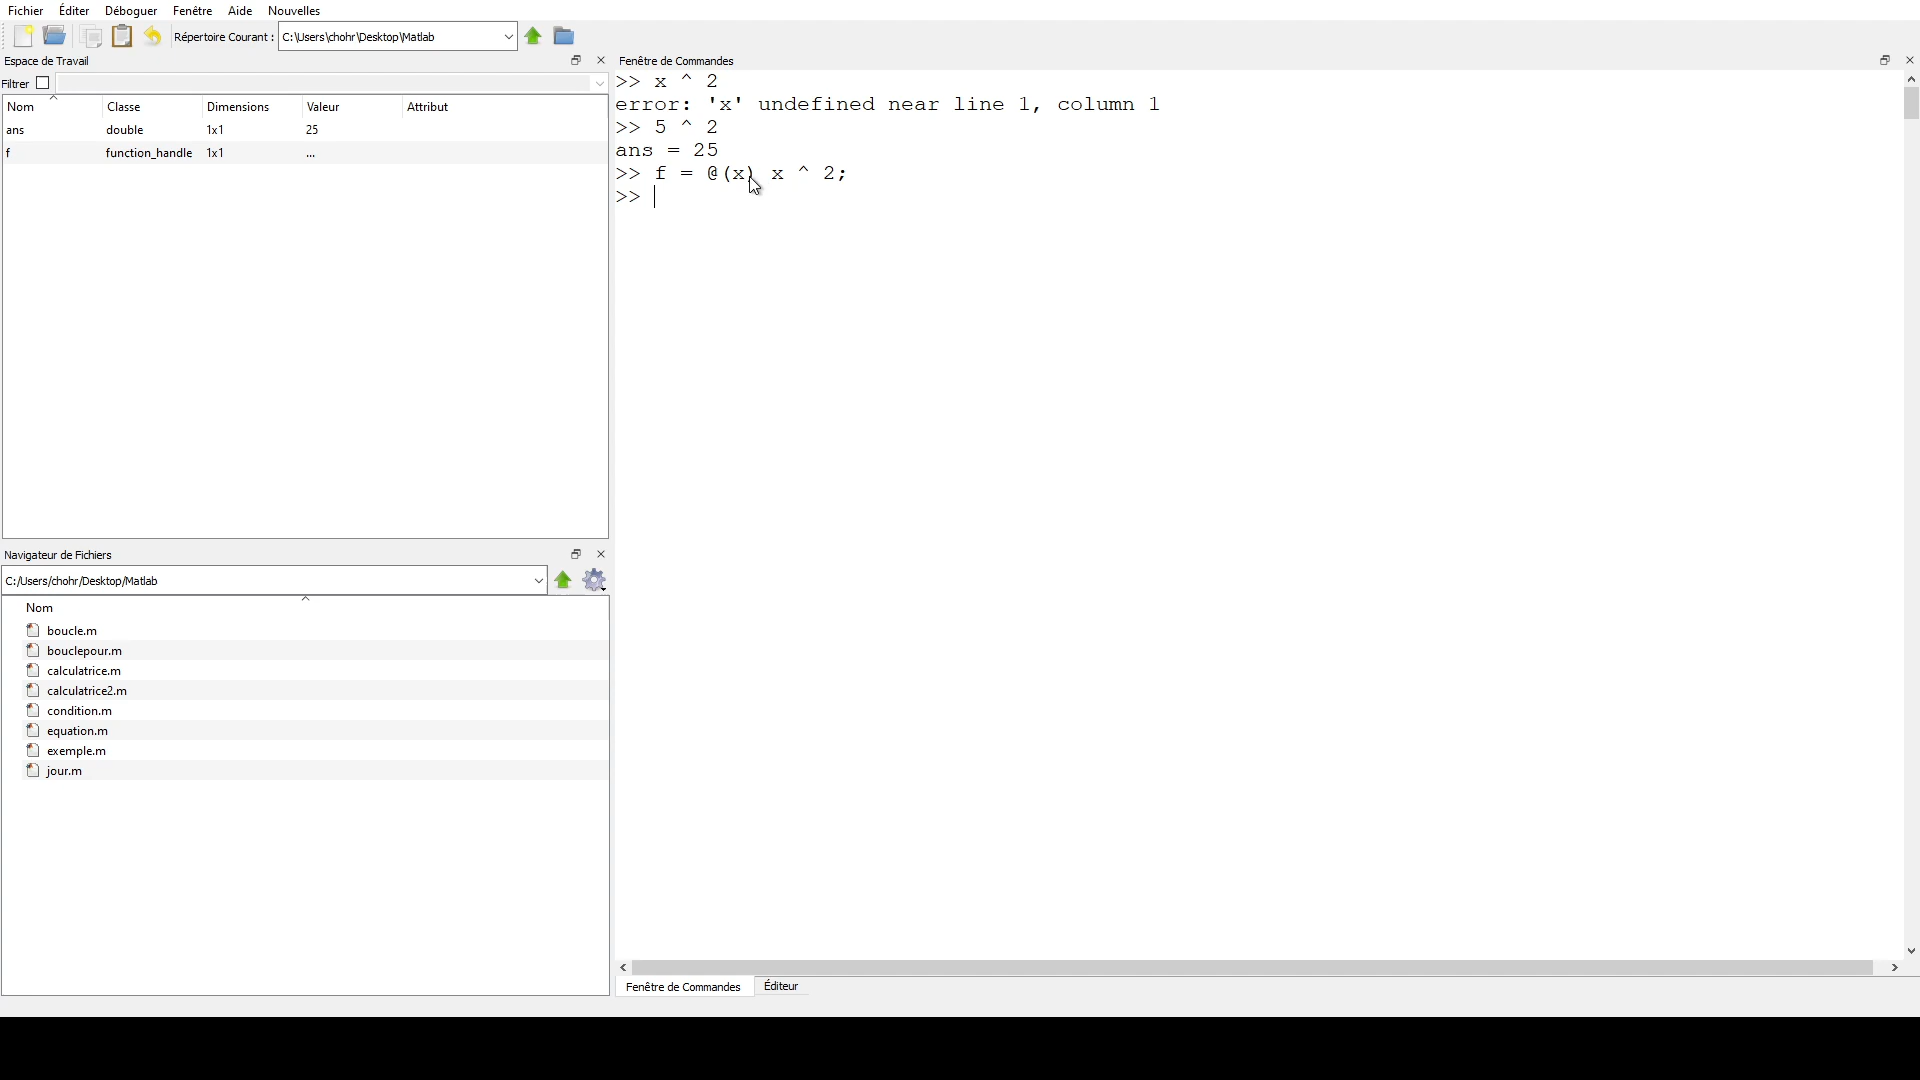 Fichier Éditer Déboguer Fenêtre Aide Nouvelles
Répertoire Courant : C:\Users\chohr\Desktop\Matlab
Espace de Travail
Filtrer
Nom Classe Dimensions Valeur Attribut
ans double 1x1 25
f function_handle 1x1 ...
Navigateur de Fichiers
C:/Users/chohr/Desktop/Matlab
Nom
boucle.m
bouclepour.m
calculatrice.m
calculatrice2.m
condition.m
equation.m
exemple.m
jour.m
Fenêtre de Commandes
>> x ^ 2
error: 'x' undefined near line 1, column 1
>> 5 ^ 2
ans = 25
>> f = @(x) x ^ 2;
>>
Fenêtre de Commandes Éditeur